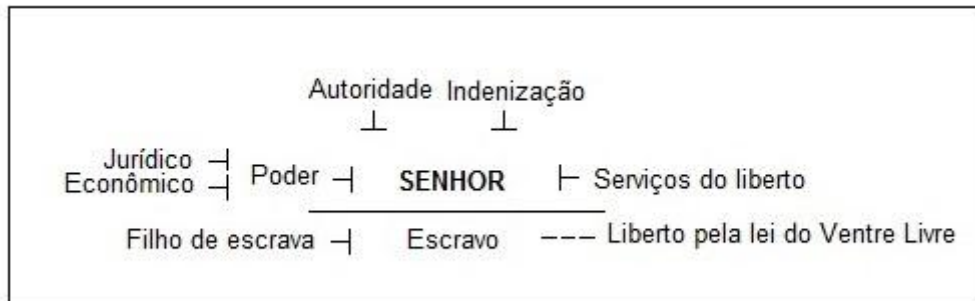 Autoridade Indenização
Jurídico
Econômico
Poder SENHOR Serviços do liberto
Filho de escrava Escravo Liberto pela lei do Ventre Livre